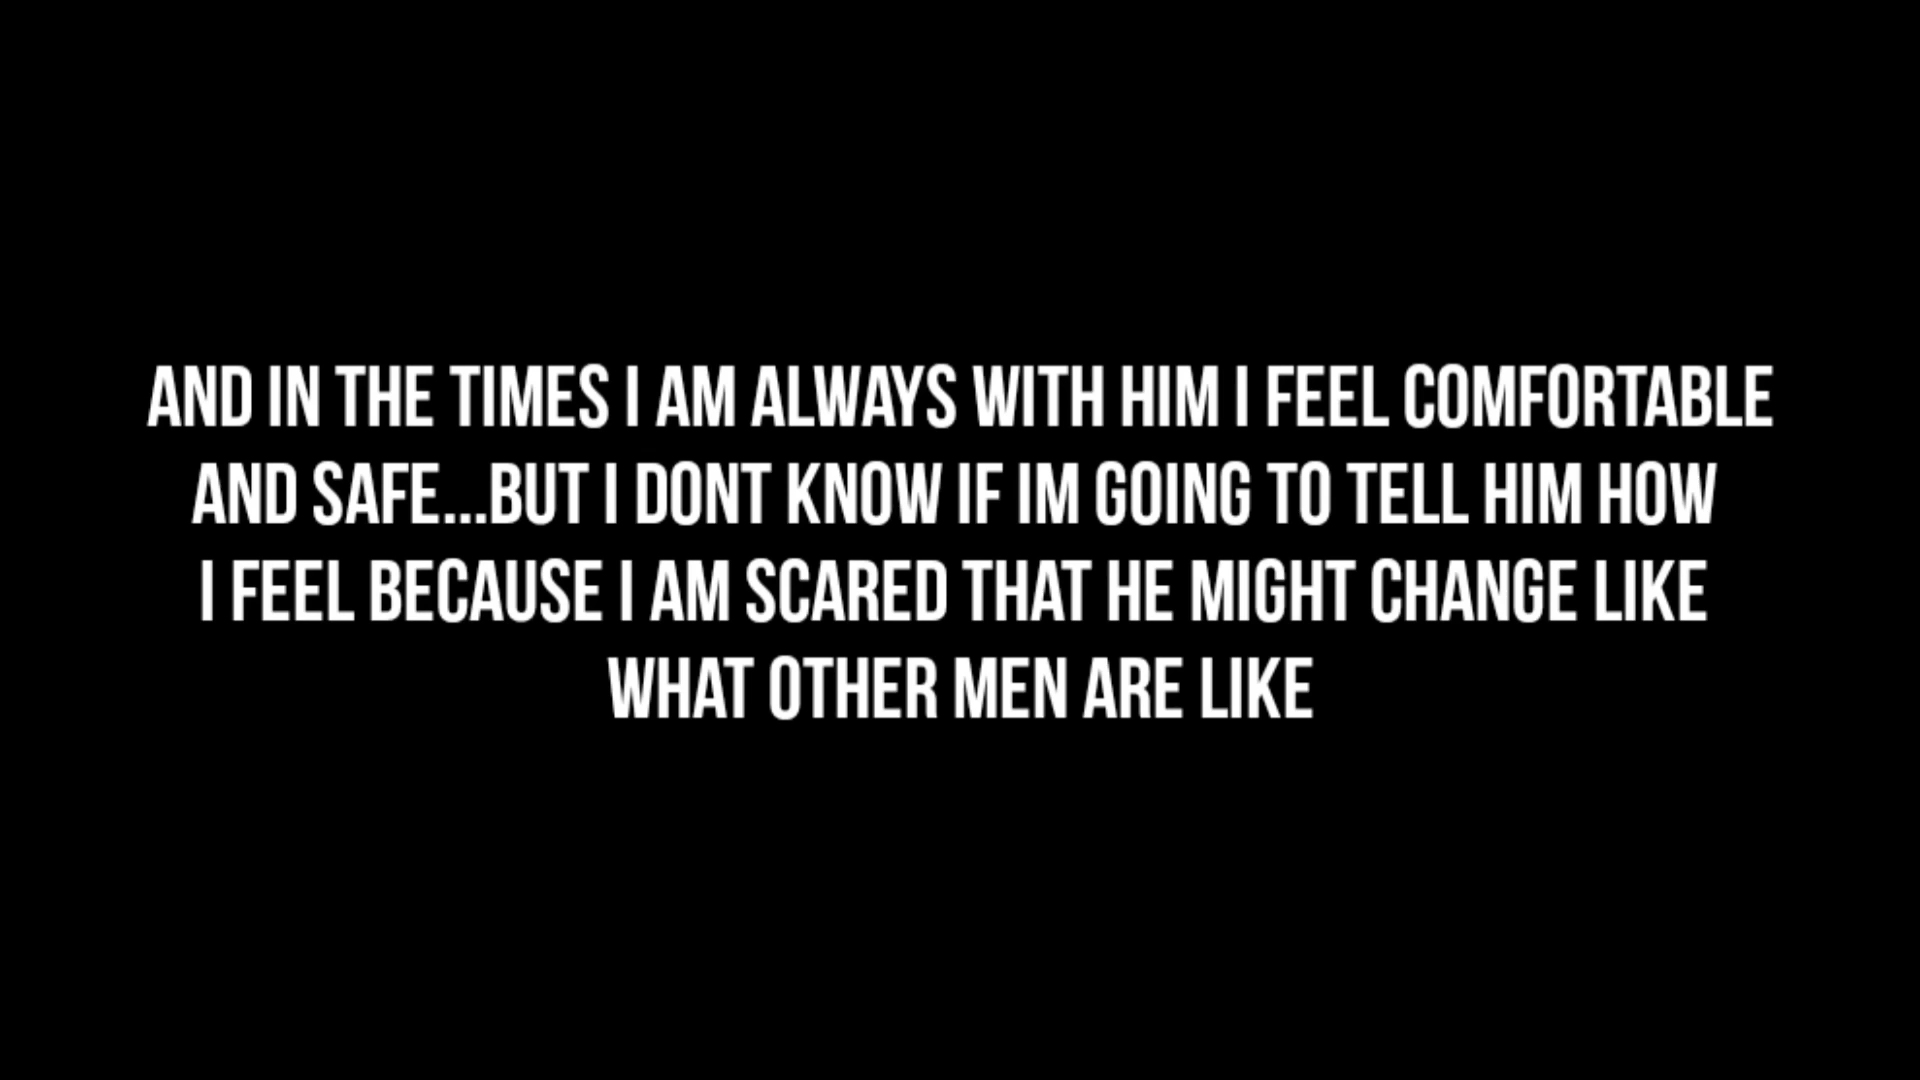 AND IN THE TIMES I AM ALWAYS WITH HIM I FEEL COMFORTABLE
AND SAFE...BUT I DONT KNOW IF IM GOING TO TELL HIM HOW
I FEEL BECAUSE I AM SCARED THAT HE MIGHT CHANGE LIKE
WHAT OTHER MEN ARE LIKE